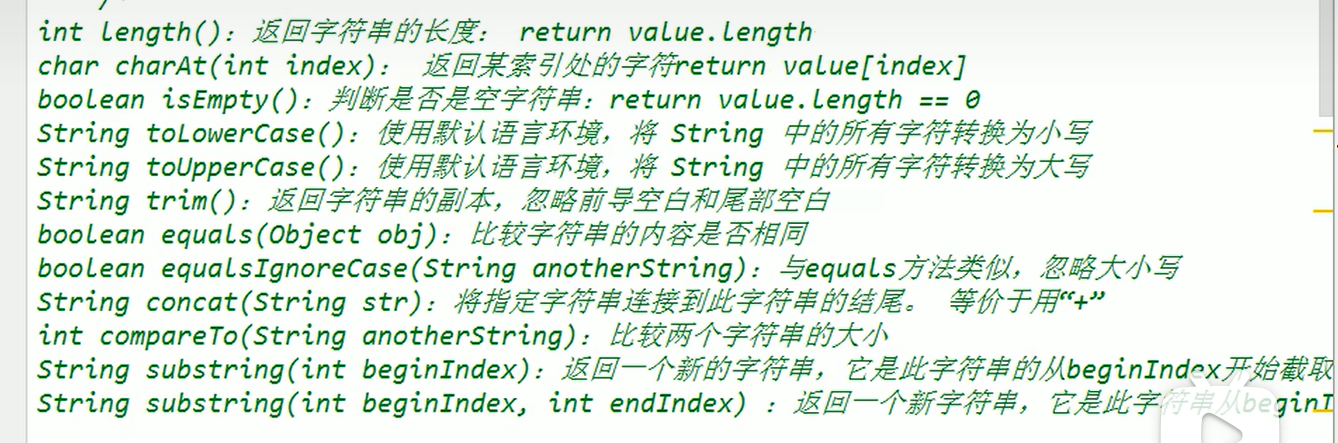 int length(): 返回字符串的长度: return value.length
char charAt(int index): 返回某索引处的字符return value[index]
boolean isEmpty(): 判断是否是空字符串: return value.length == 0
String toLowerCase(): 使用默认语言环境, 将 String 中的所有字符转换为小写
String toUpperCase(): 使用默认语言环境, 将 String 中的所有字符转换为大写
String trim(): 返回字符串的副本, 忽略前导空白和尾部空白
boolean equals(Object obj): 比较字符串的内容是否相同
boolean equalsIgnoreCase(String anotherString): 与equals方法类似, 忽略大小写
String concat(String str): 将指定字符串连接到此字符串的结尾。 等价于用“+”
int compareTo(String anotherString): 比较两个字符串的大小
String substring(int beginIndex): 返回一个新的字符串, 它是此字符串的从beginIndex开始截取
String substring(int beginIndex, int endIndex) : 返回一个新字符串, 它是此字符串从beginI